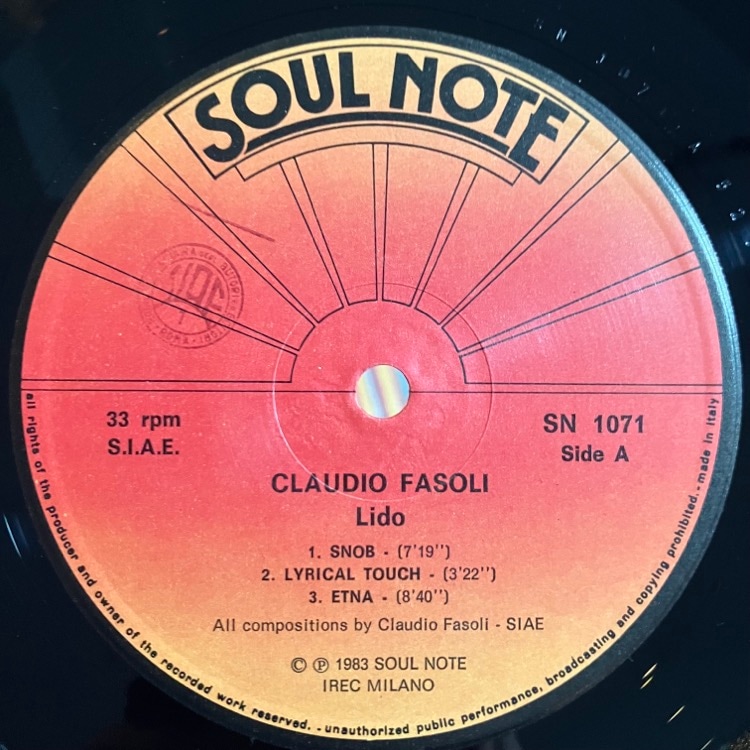 SOUL NOTE
33 rpm
S.I.A.E.
SN 1071
Side A
CLAUDIO FASOLI
Lido
1. SNOB - (7'19'')
2. LYRICAL TOUCH - (3'22'')
3. ETNA - (8'40'')
All compositions by Claudio Fasoli - SIAE
© ℗ 1983 SOUL NOTE
IREC MILANO
all rights of the producer and owner of the recorded work reserved. - unauthorized public performance, broadcasting and copying prohibited. - made in Italy